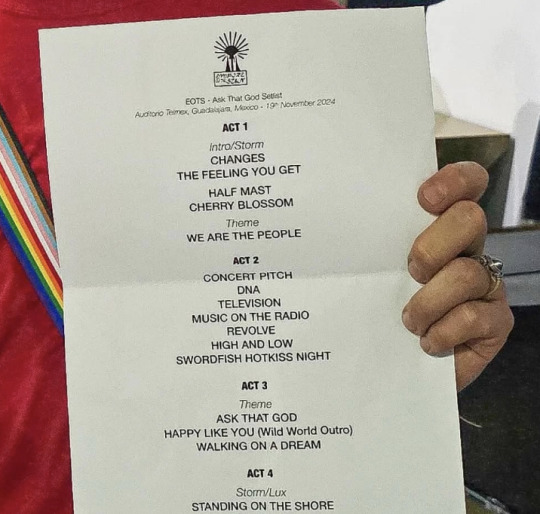 EOTS - Ask That God Setlist
Auditorio Telmex, Guadalajara, Mexico - 19th November 2024
ACT 1
Intro/Storm
CHANGES
THE FEELING YOU GET
HALF MAST
CHERRY BLOSSOM
Theme
WE ARE THE PEOPLE
ACT 2
CONCERT PITCH
DNA
TELEVISION
MUSIC ON THE RADIO
REVOLVE
HIGH AND LOW
SWORDFISH HOTKISS NIGHT
ACT 3
Theme
ASK THAT GOD
HAPPY LIKE YOU (Wild World Outro)
WALKING ON A DREAM
ACT 4
Storm/Lux
STANDING ON THE SHORE